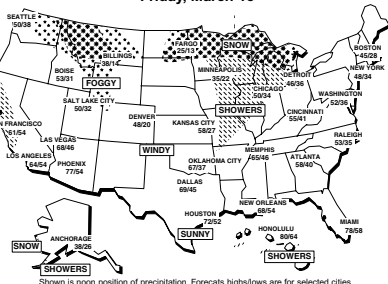 Friday, March 15
SEATTLE
50/38
BILLINGS
38/14
FARGO
25/13
SNOW
BOSTON
45/28
BOISE
53/31
FOGGY
MINNEAPOLIS
35/22
DETROIT
46/36
NEW YORK
48/34
CHICAGO
50/34
SALT LAKE CITY
50/32
SHOWERS
WASHINGTON
52/36
DENVER
48/20
KANSAS CITY
58/27
CINCINNATI
55/41
N FRANCISCO
61/54
LAS VEGAS
68/46
WINDY
MEMPHIS
65/46
RALEIGH
53/35
LOS ANGELES
64/54
PHOENIX
77/54
OKLAHOMA CITY
67/37
ATLANTA
58/40
DALLAS
69/45
NEW ORLEANS
68/54
HOUSTON
72/52
MIAMI
78/58
SUNNY
HONOLULU
80/64
ANCHORAGE
38/26
SNOW
SHOWERS
SHOWERS
Shown is noon position of precipitation. Forecats highs/lows are for selected cities